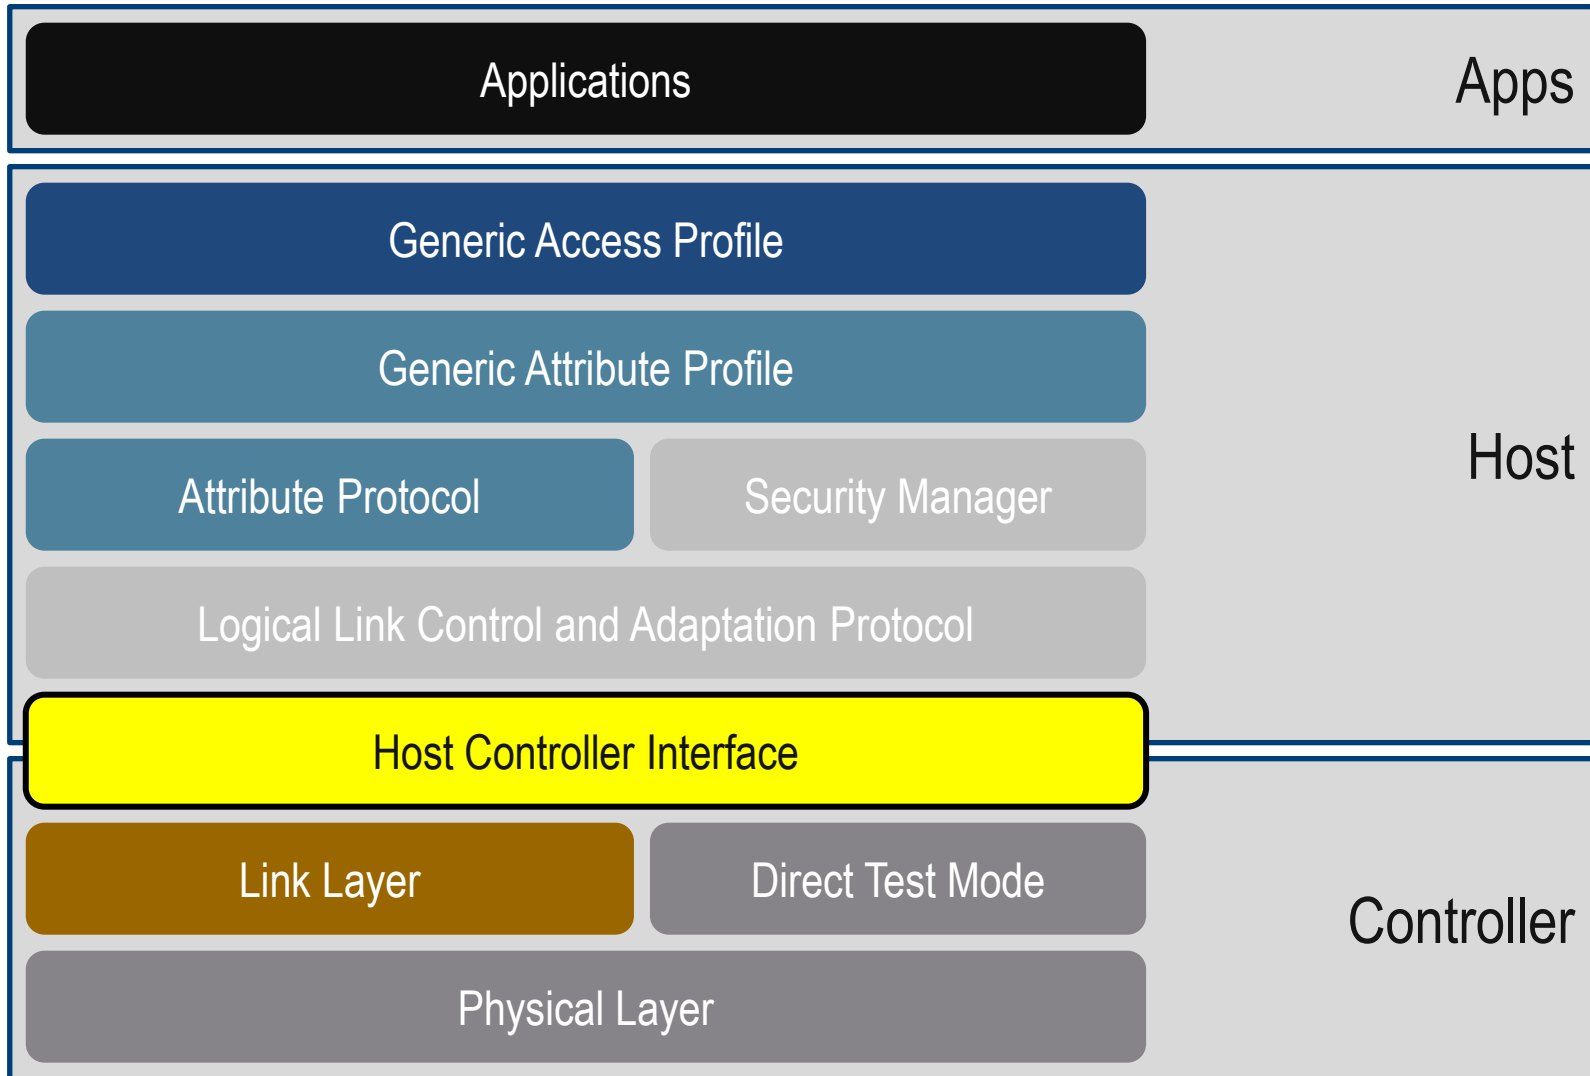 Applications
Apps
Generic Access Profile
Generic Attribute Profile
Host
Attribute Protocol
Security Manager
Logical Link Control and Adaptation Protocol
Host Controller Interface
Link Layer
Direct Test Mode
Controller
Physical Layer